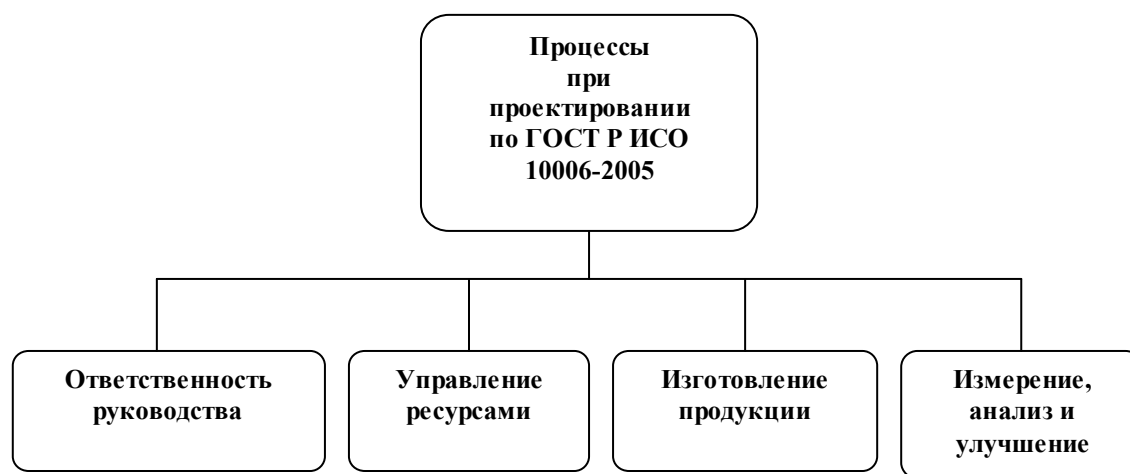 Процессы
при
проектировании
по ГОСТ Р ИСО
10006-2005
Ответственность
руководства
Управление
ресурсами
Изготовление
продукции
Измерение,
анализ и
улучшение